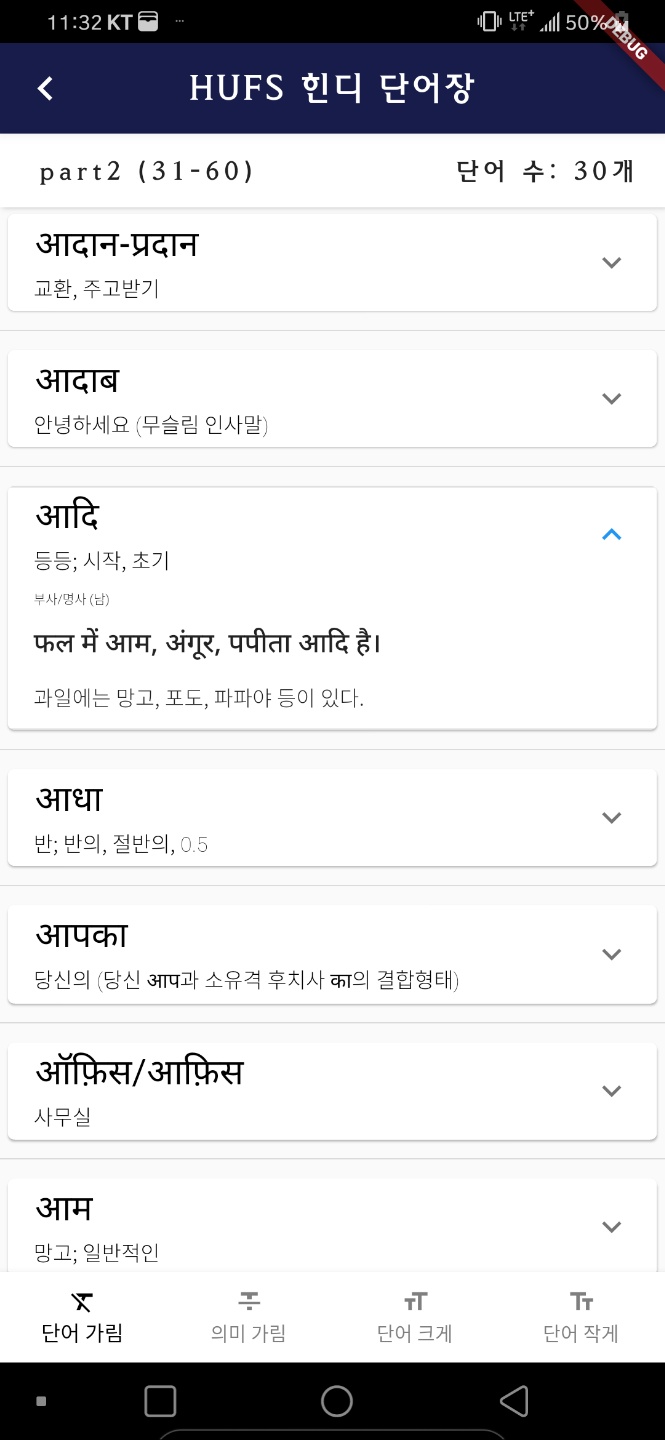 11:32 KT ···
LTE+ 50%
DEBUG
HUFS 힌디 단어장
part2 (31-60) 단어 수: 30개
आदान-प्रदान
교환, 주고받기
आदाब
안녕하세요 (무슬림 인사말)
आदि
등등; 시작, 초기
부사/명사 (남)
फल में आम, अंगूर, पपीता आदि है।
과일에는 망고, 포도, 파파야 등이 있다.
आधा
반; 반의, 절반의, 0.5
आपका
당신의 (당신 आप과 소유격 후치사 का의 결합형태)
ऑफ़िस/आफ़िस
사무실
आम
망고; 일반적인
단어 가림 의미 가림 단어 크게 단어 작게